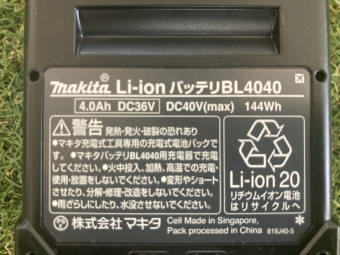 makita Li-ion バッテリBL4040
4.0Ah DC36V DC40V(max) 144Wh
警告 発熱・発火・破裂の恐れあり
●マキタ充電式工具専用の充電式電池パックで
す。●マキタバッテリBL4040用充電器で充電
してください。●火中投入、加熱、高温での充電・
使用・放置をしないでください。●変形やショート
させたり、分解・修理・改造をしないでください。
●雨ざらしにしたり、水没させないでください。
Li-ion 20
リチウムイオン電池
はリサイクルへ
株式会社 マキタ
Cell Made in Singapore,
Pack processed in China
819J40-5